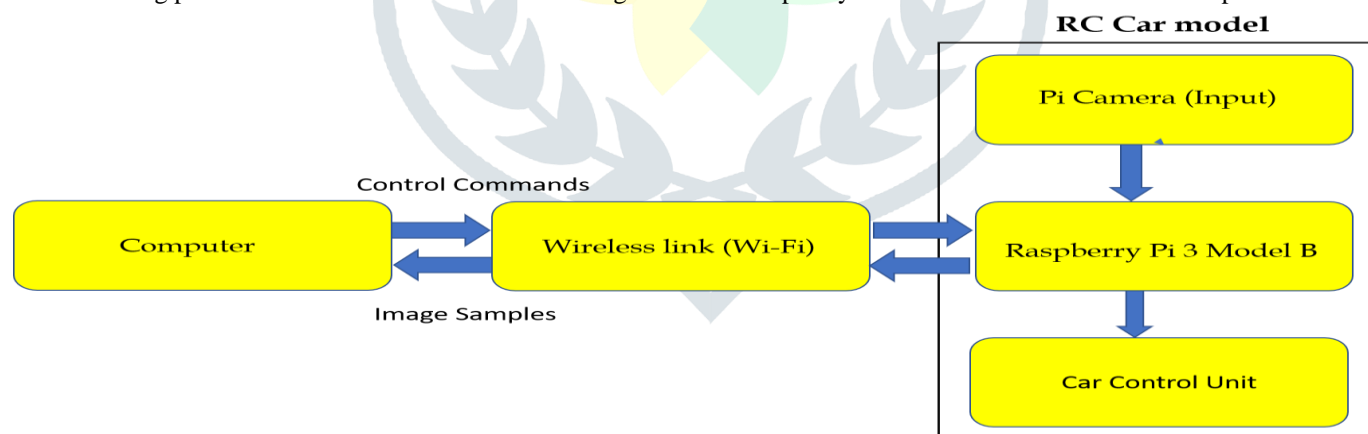 RC Car model
Pi Camera (Input)
Control Commands
Computer
Wireless link (Wi-Fi)
Raspberry Pi 3 Model B
Image Samples
Car Control Unit